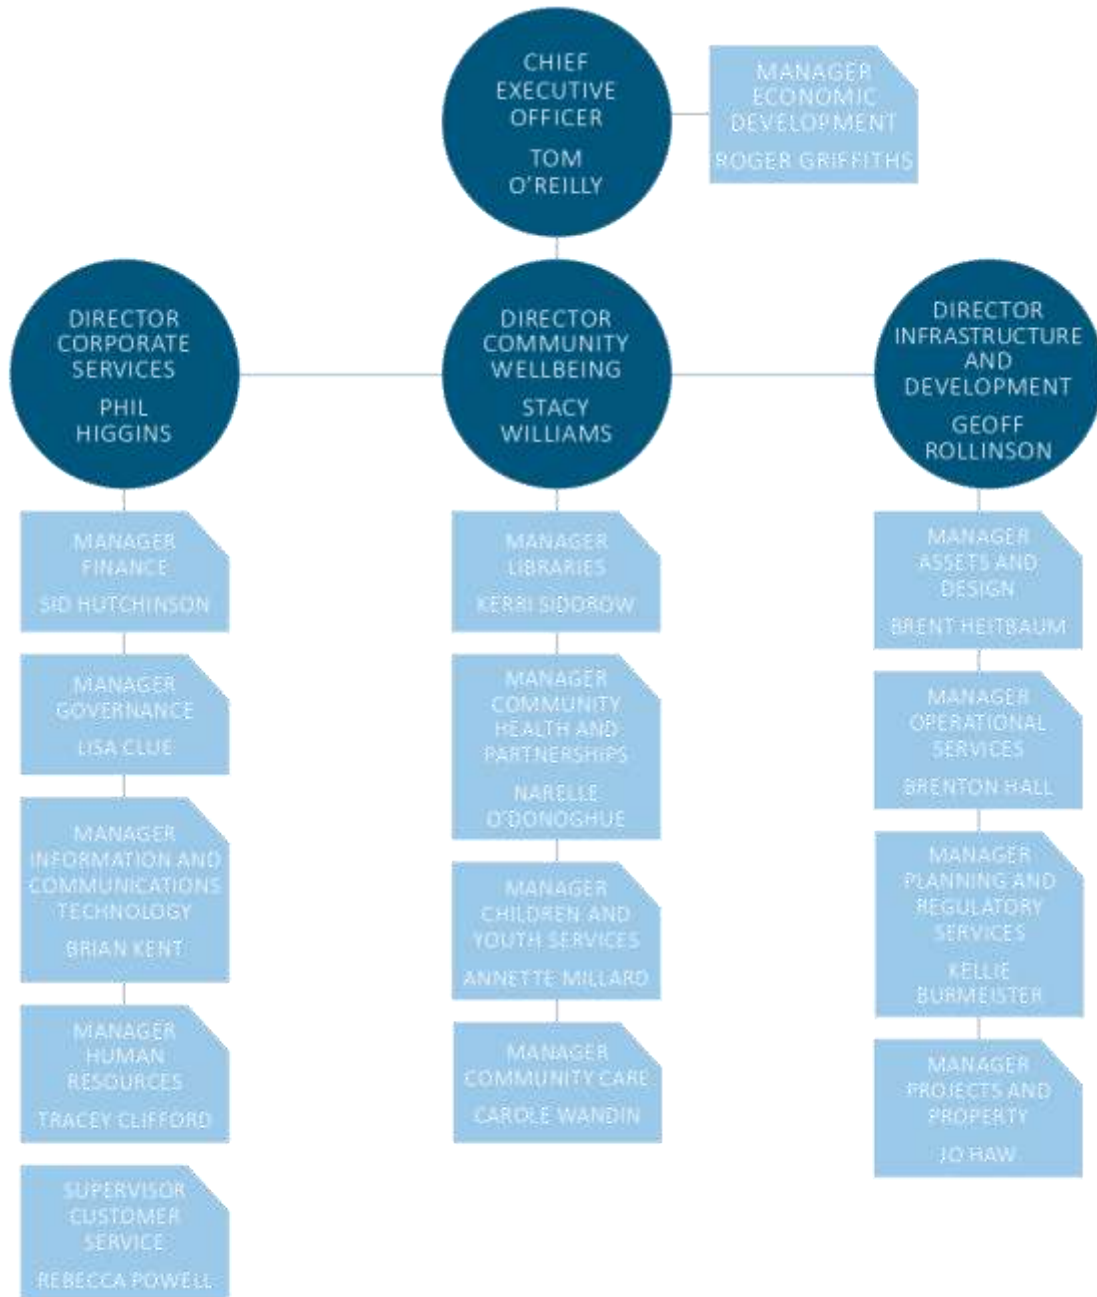 CHIEF
EXECUTIVE
OFFICER
TOM
O'REILLY
MANAGER
ECONOMIC
DEVELOPMENT
ROGER GRIFFITHS
DIRECTOR
CORPORATE
SERVICES
PHIL
HIGGINS
DIRECTOR
COMMUNITY
WELLBEING
STACY
WILLIAMS
DIRECTOR
INFRASTRUCTURE
AND
DEVELOPMENT
GEOFF
ROLLINSON
MANAGER
FINANCE
SID HUTCHINSON
MANAGER
GOVERNANCE
LISA CLUE
MANAGER
INFORMATION AND
COMMUNICATIONS
TECHNOLOGY
BRIAN KENT
MANAGER
HUMAN
RESOURCES
TRACEY CLIFFORD
SUPERVISOR
CUSTOMER
SERVICE
REBECCA POWELL
MANAGER
LIBRARIES
KERRI SIDOROW
MANAGER
COMMUNITY
HEALTH AND
PARTNERSHIPS
NARELLE
O'DONOGHUE
MANAGER
CHILDREN AND
YOUTH SERVICES
ANNETTE MILLARD
MANAGER
COMMUNITY CARE
CAROLE WANDIN
MANAGER
ASSETS AND
DESIGN
BRENT HEITBAUM
MANAGER
OPERATIONAL
SERVICES
BRENTON HALL
MANAGER
PLANNING AND
REGULATORY
SERVICES
KELLIE
BURMEISTER
MANAGER
PROJECTS AND
PROPERTY
JO HAW